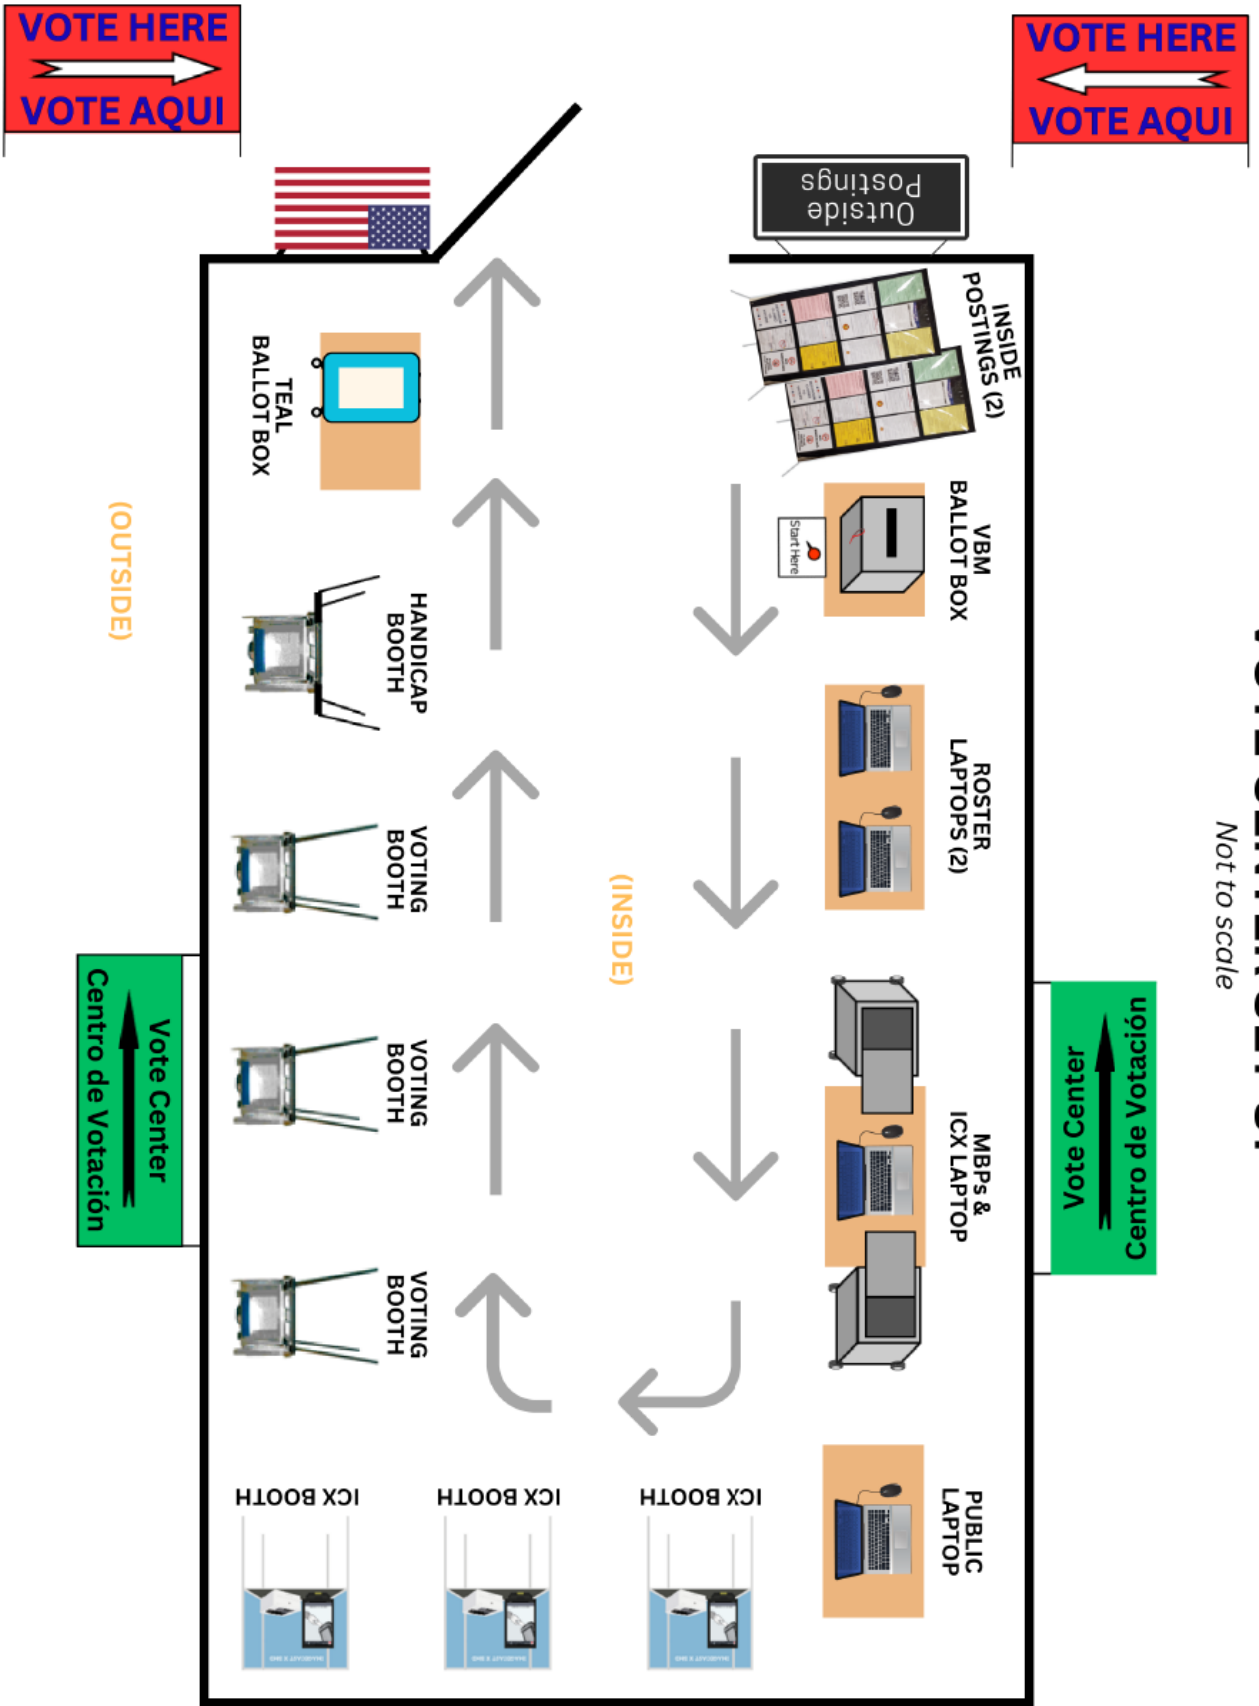 VOTE HERE
VOTE AQUI
VOTE HERE
VOTE AQUI
Outside
Postings
INSIDE
POSTINGS (2)
TEAL
BALLOT BOX
VBM
BALLOT BOX
Start Here
(OUTSIDE)
HANDICAP
BOOTH
ROSTER
LAPTOPS (2)
Not to scale
VOTING
BOOTH
(INSIDE)
Vote Center
Centro de Votación
VOTING
BOOTH
MBPs &
ICX LAPTOP
Centro de Votación
Vote Center
VOTING
BOOTH
ICX BOOTH
ICX BOOTH
ICX BOOTH
PUBLIC
LAPTOP